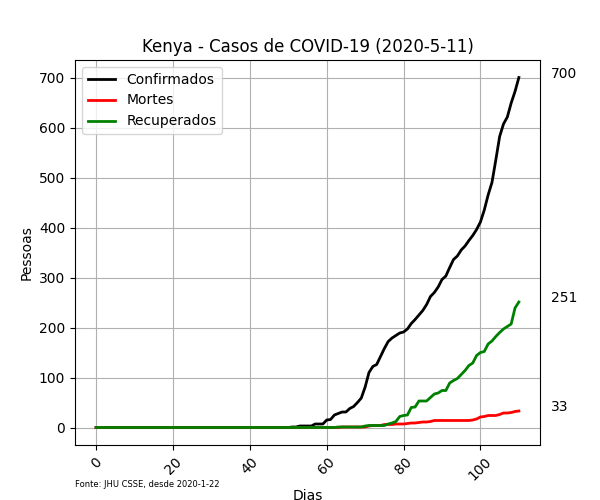 Kenya - Casos de COVID-19 (2020-5-11)
Confirmados
Mortes
Recuperados
700
600
500
400
300
200
100
0
Pessoas
700
251
33
0 20 40 60 80 100
Fonte: JHU CSSE, desde 2020-1-22
Dias